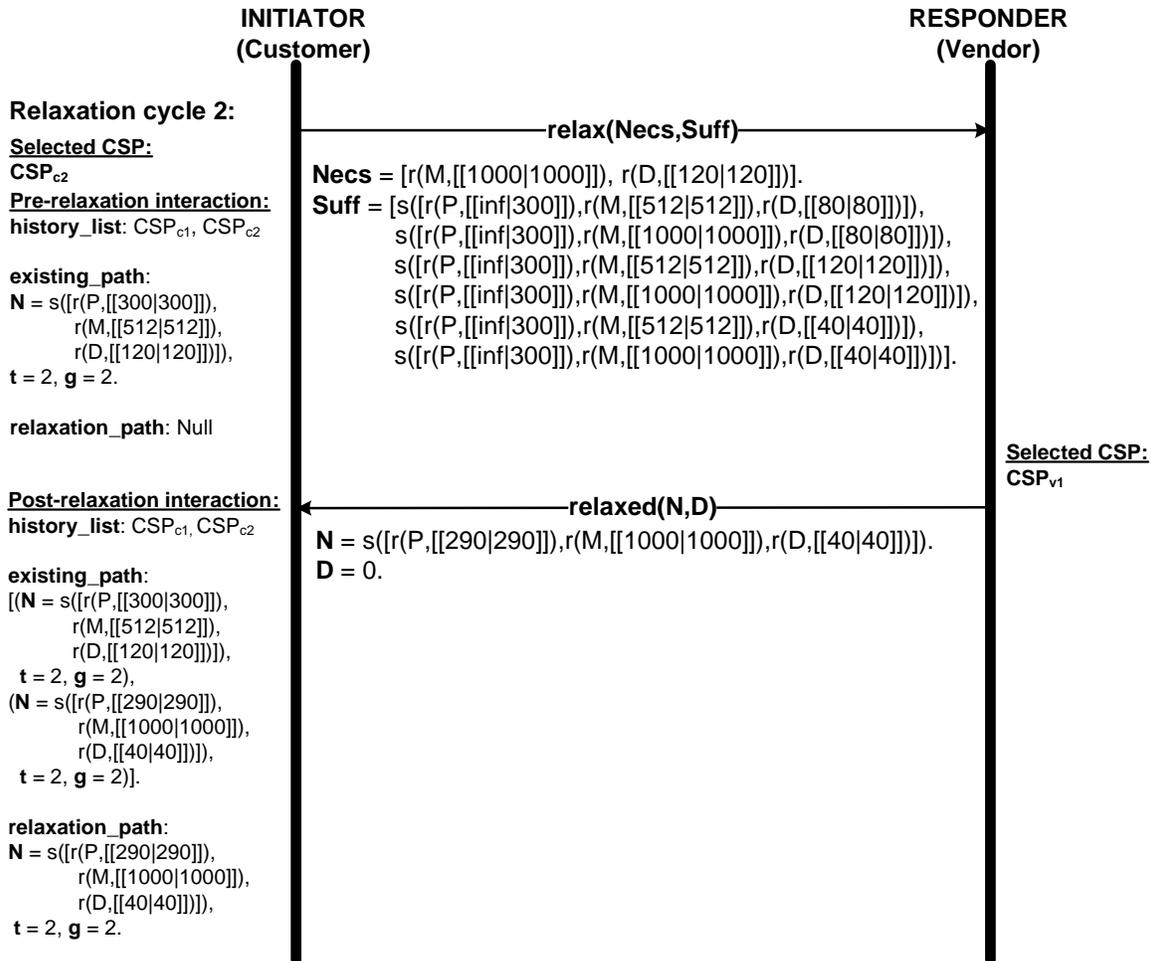 INITIATOR
(Customer)
RESPONDER
(Vendor)
Relaxation cycle 2:
Selected CSP:
CSPc2
Pre-relaxation interaction:
history_list: CSPc1, CSPc2
existing_path:
N = s([r(P,[[300|300]]),
r(M,[[512|512]]),
r(D,[[120|120]])]),
t = 2, g = 2.
relaxation_path: Null
relax(Necs,Suff)
Necs = [r(M,[[1000|1000]]), r(D,[[120|120]])].
Suff = [s([r(P,[[inf|300]]),r(M,[[512|512]]),r(D,[[80|80]])]),
s([r(P,[[inf|300]]),r(M,[[1000|1000]]),r(D,[[80|80]])]),
s([r(P,[[inf|300]]),r(M,[[512|512]]),r(D,[[120|120]])]),
s([r(P,[[inf|300]]),r(M,[[1000|1000]]),r(D,[[120|120]])]),
s([r(P,[[inf|300]]),r(M,[[512|512]]),r(D,[[40|40]])]),
s([r(P,[[inf|300]]),r(M,[[1000|1000]]),r(D,[[40|40]])])].
Selected CSP:
CSPv1
Post-relaxation interaction:
history_list: CSPc1, CSPc2
existing_path:
[(N = s([r(P,[[300|300]]),
r(M,[[512|512]]),
r(D,[[120|120]])]),
t = 2, g = 2),
(N = s([r(P,[[290|290]]),
r(M,[[1000|1000]]),
r(D,[[40|40]])]),
t = 2, g = 2)].
relaxation_path:
N = s([r(P,[[290|290]]),
r(M,[[1000|1000]]),
r(D,[[40|40]])]),
t = 2, g = 2.
relaxed(N,D)
N = s([r(P,[[290|290]]),r(M,[[1000|1000]]),r(D,[[40|40]])]).
D = 0.